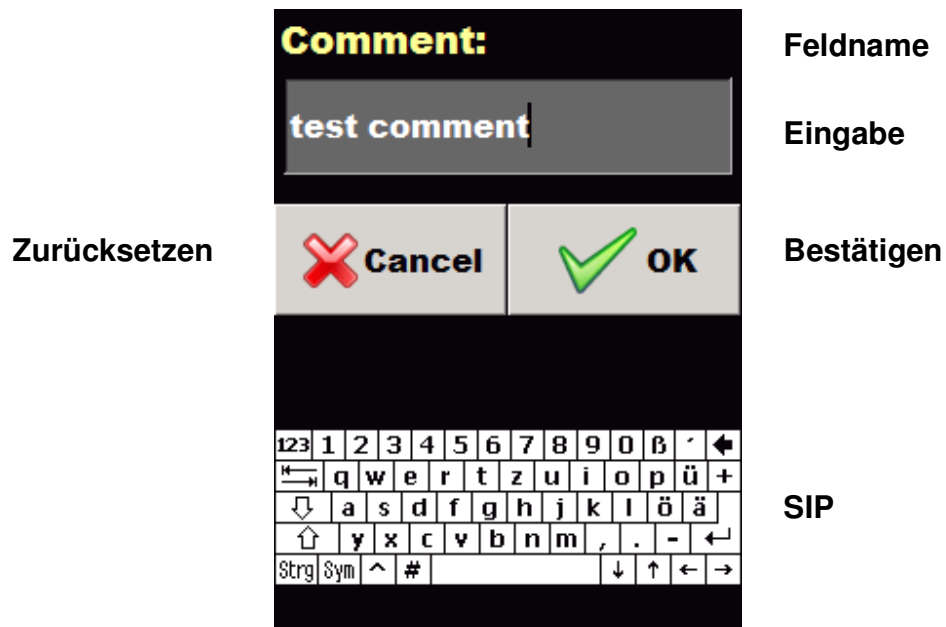 Comment:
Feldname
test comment
Eingabe
Zurücksetzen
Cancel
OK
Bestätigen
123 1 2 3 4 5 6 7 8 9 0 ß ´
q w e r t z u i o p ü +
a s d f g h j k l ö ä
SIP
y x c v b n m , . -
Strg Sym ^ # ↓ ↑ ← →